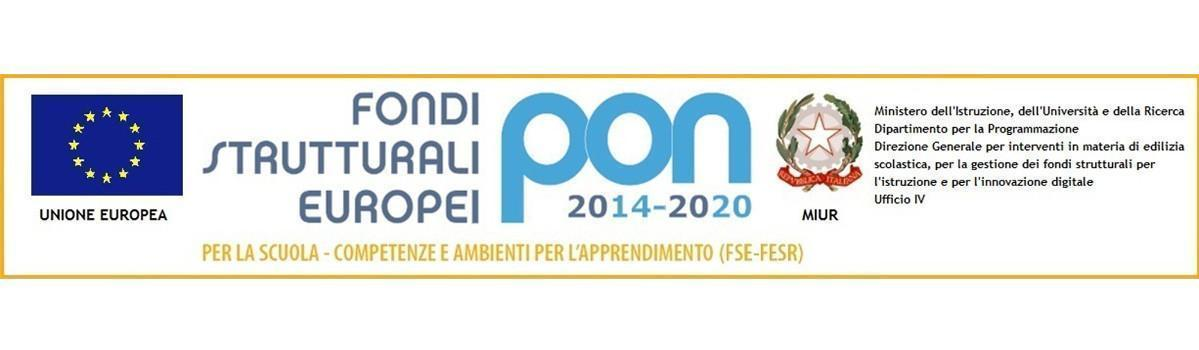 UNIONE EUROPEA
FONDI
STRUTTURALI
EUROPEI
pon
2014-2020
PER LA SCUOLA - COMPETENZE E AMBIENTI PER L'APPRENDIMENTO (FSE-FESR)
REPVBBLICA ITALIANA
MIUR
Ministero dell'Istruzione, dell'Università e della Ricerca
Dipartimento per la Programmazione
Direzione Generale per interventi in materia di edilizia
scolastica, per la gestione dei fondi strutturali per
l'istruzione e per l'innovazione digitale
Ufficio IV